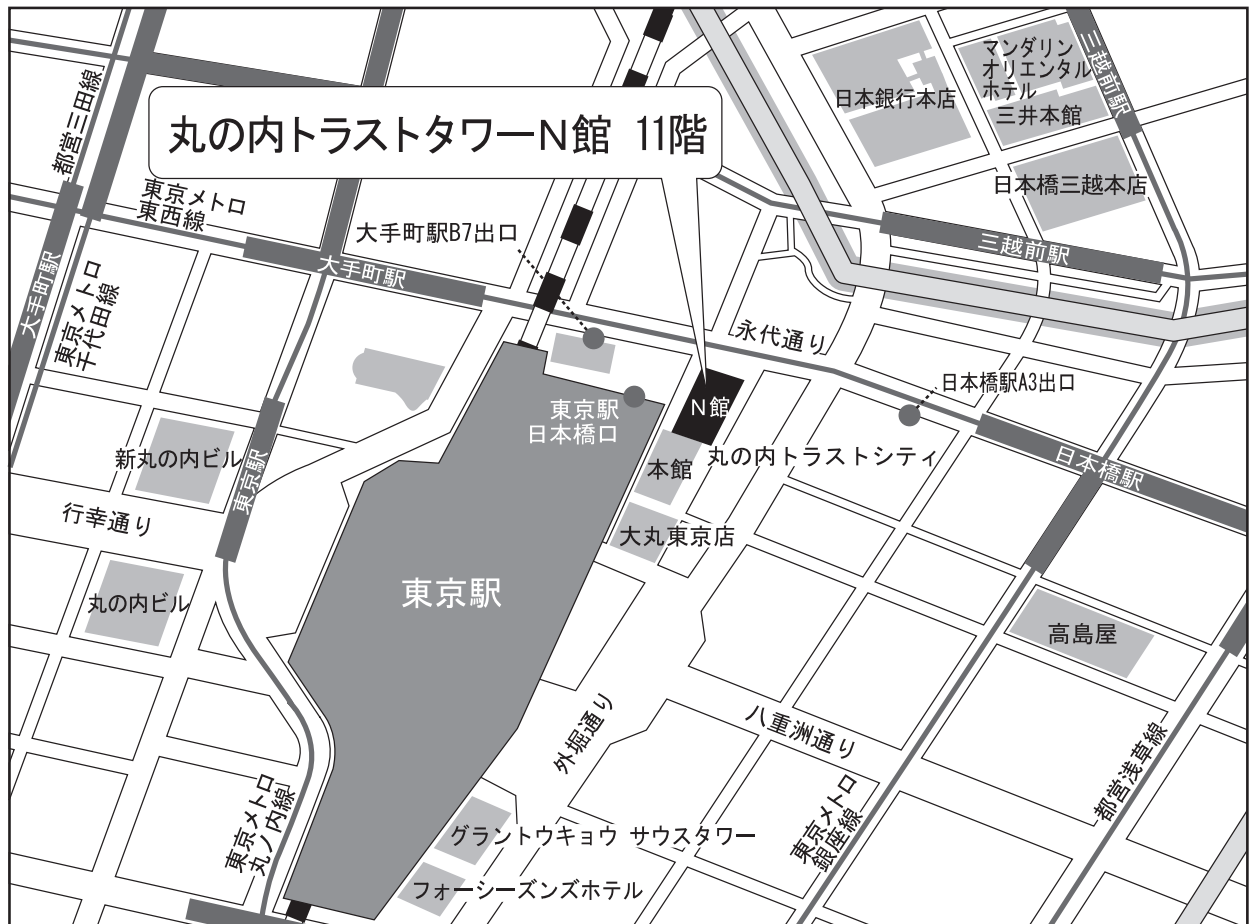 都営三田線
丸の内トラストタワーN館 11階
日本銀行本店
マンダリン
オリエンタル
ホテル
三井本館
三越前駅
日本橋三越本店
東京メトロ
東西線
大手町駅B7出口
大手町駅
三越前駅
大手町駅
東京メトロ
千代田線
永代通り
日本橋駅A3出口
東京駅
日本橋口
N館
本館
丸の内トラストシティ
日本橋駅
新丸の内ビル
東京駅
行幸通り
大丸東京店
丸の内ビル
東京駅
高島屋
外堀通り
八重洲通り
都営浅草線
東京メトロ
丸ノ内線
東京メトロ
銀座線
グラントウキョウ サウスタワー
フォーシーズンズホテル